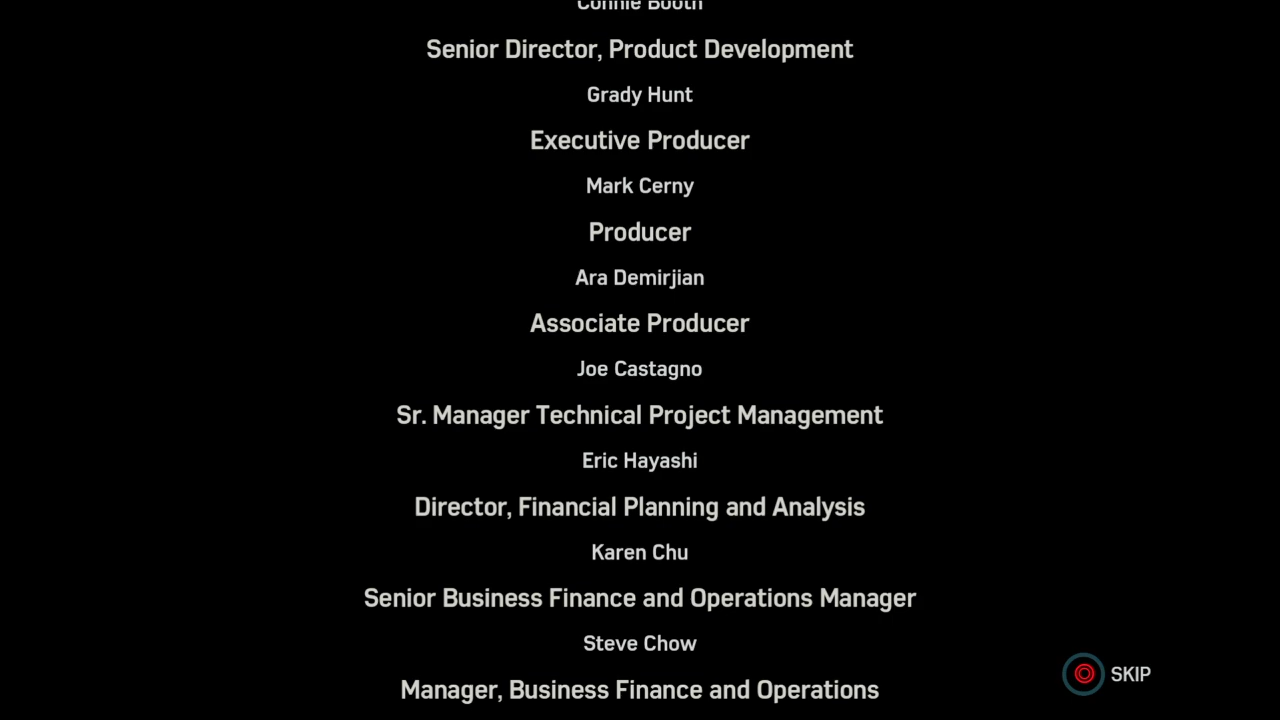 Connie Booth
Senior Director, Product Development
Grady Hunt
Executive Producer
Mark Cerny
Producer
Ara Demirjian
Associate Producer
Joe Castagno
Sr. Manager Technical Project Management
Eric Hayashi
Director, Financial Planning and Analysis
Karen Chu
Senior Business Finance and Operations Manager
Steve Chow
SKIP
Manager, Business Finance and Operations